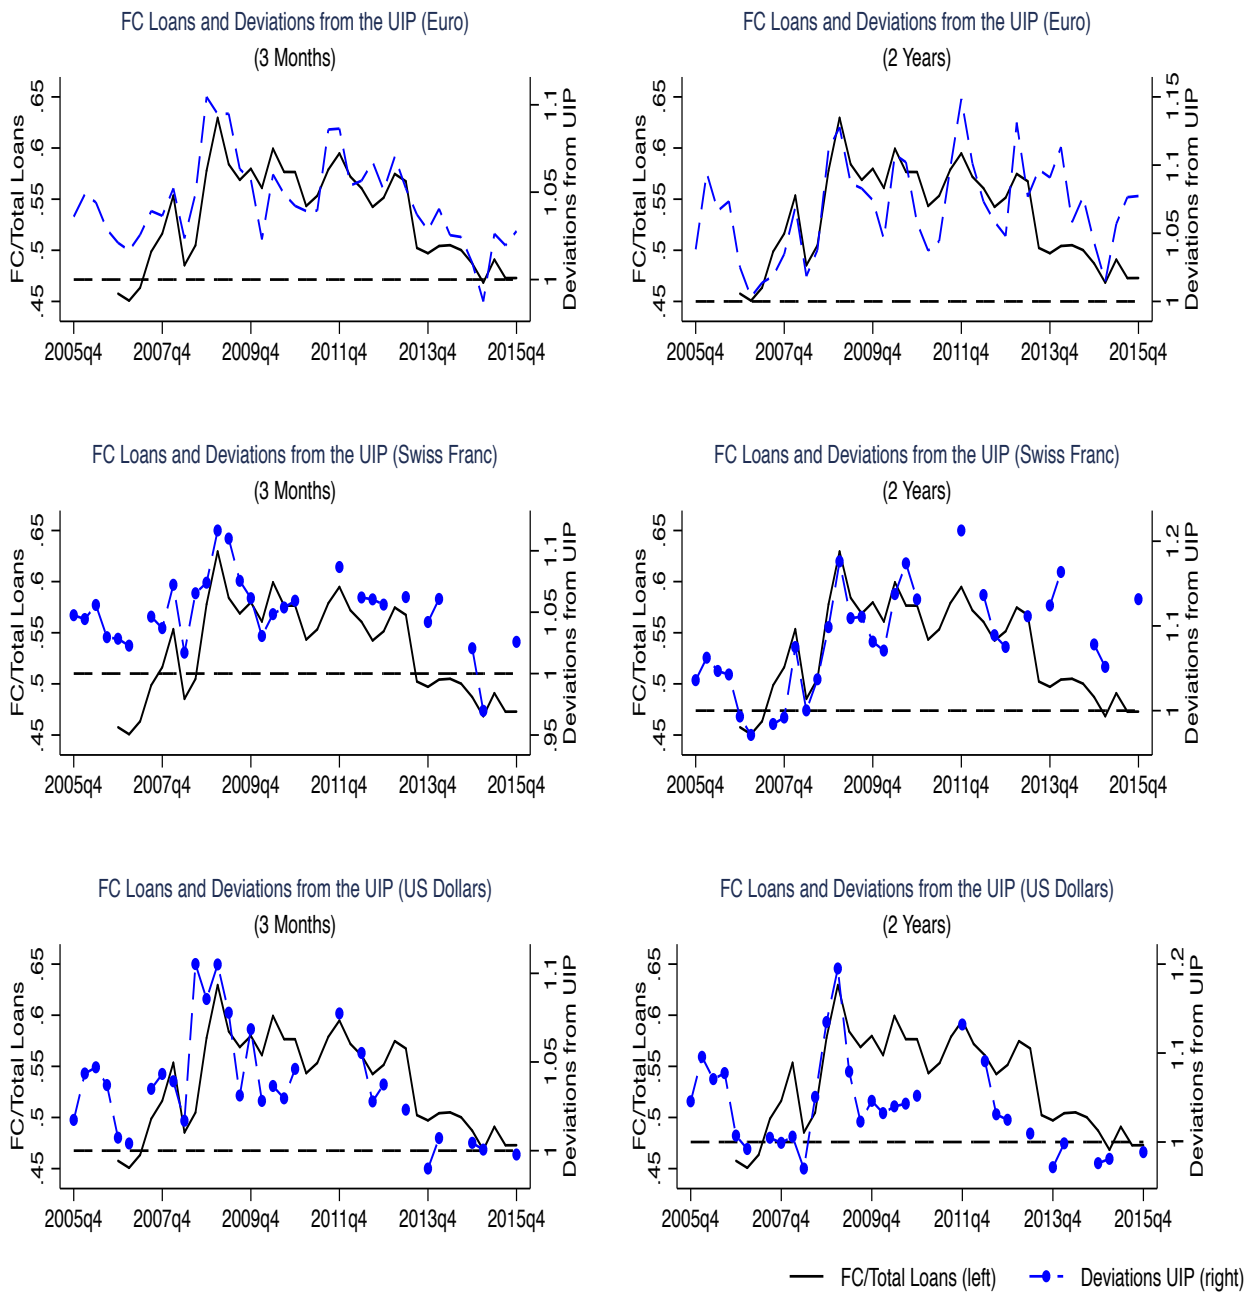 FC Loans and Deviations from the UIP (Euro)
(3 Months)
FC/Total Loans
.65
.6
.55
.5
.45
1.1
1.05
1
Deviations from UIP
2005q4 2007q4 2009q4 2011q4 2013q4 2015q4
FC Loans and Deviations from the UIP (Euro)
(2 Years)
FC/Total Loans
.65
.6
.55
.5
.45
1.15
1.1
1.05
1
Deviations from UIP
2005q4 2007q4 2009q4 2011q4 2013q4 2015q4
FC Loans and Deviations from the UIP (Swiss Franc)
(3 Months)
FC/Total Loans
.65
.6
.55
.5
.45
1.1
1.05
1
.95
Deviations from UIP
2005q4 2007q4 2009q4 2011q4 2013q4 2015q4
FC Loans and Deviations from the UIP (Swiss Franc)
(2 Years)
FC/Total Loans
.65
.6
.55
.5
.45
1.2
1.1
1
Deviations from UIP
2005q4 2007q4 2009q4 2011q4 2013q4 2015q4
FC Loans and Deviations from the UIP (US Dollars)
(3 Months)
FC/Total Loans
.65
.6
.55
.5
.45
1.1
1.05
1
Deviations from UIP
2005q4 2007q4 2009q4 2011q4 2013q4 2015q4
FC Loans and Deviations from the UIP (US Dollars)
(2 Years)
FC/Total Loans
.65
.6
.55
.5
.45
1.2
1.1
1
Deviations from UIP
2005q4 2007q4 2009q4 2011q4 2013q4 2015q4
FC/Total Loans (left) Deviations UIP (right)